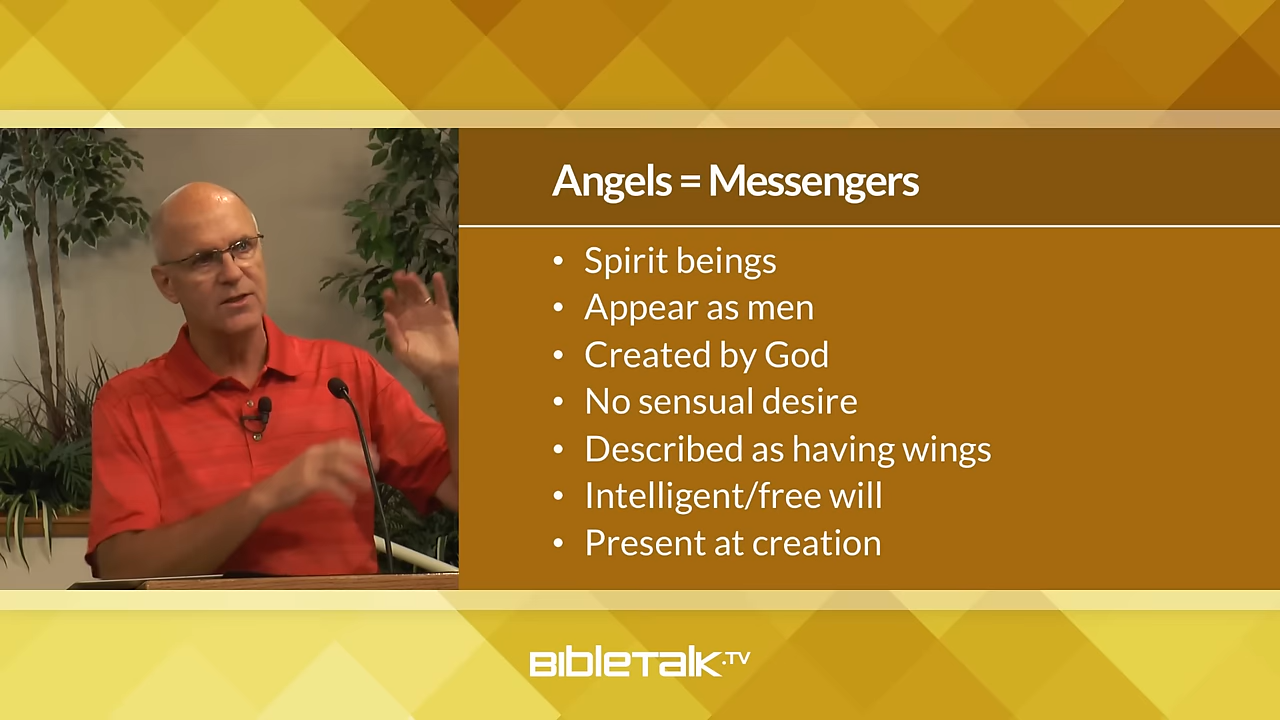 Angels = Messengers
• Spirit beings
• Appear as men
• Created by God
• No sensual desire
• Described as having wings
• Intelligent/free will
• Present at creation
BIBLETALK.TV